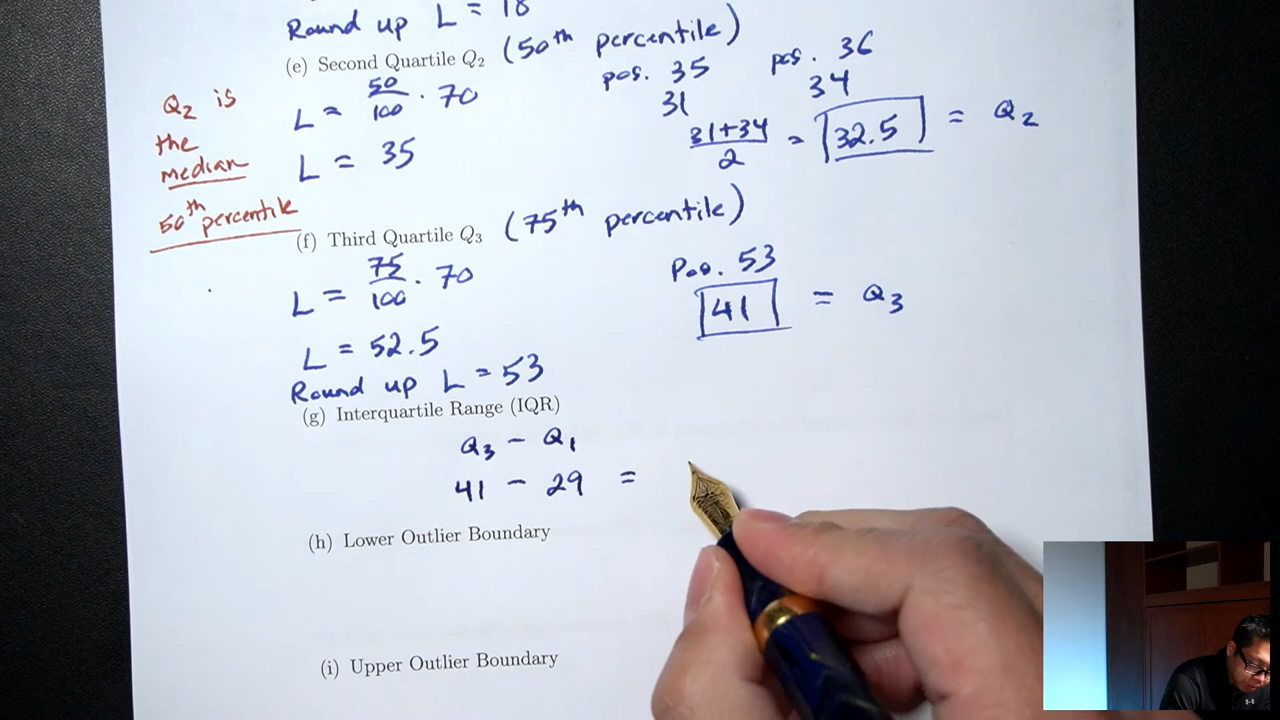 Round up L = 18
(e) Second Quartile Q2 (50th percentile)
pos. 35 pos. 36
31 34
Q2 is the median
50th percentile
L = 50/100 · 70
L = 35
31+34/2 = 32.5 = Q2
(f) Third Quartile Q3 (75th percentile)
L = 75/100 · 70
L = 52.5
Round up L = 53
Pos. 53
41 = Q3
(g) Interquartile Range (IQR)
Q3 − Q1
41 − 29 =
(h) Lower Outlier Boundary
(i) Upper Outlier Boundary